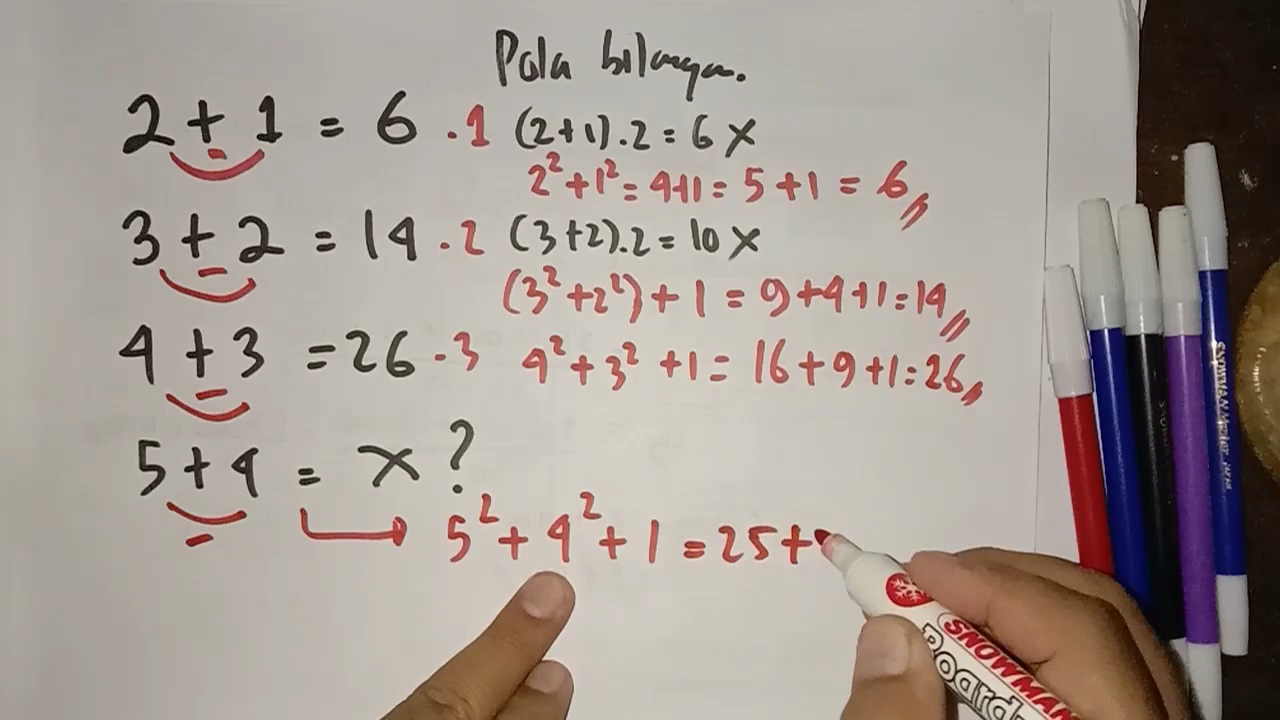 Pola bilangan.
2 + 1 = 6 .1 (2+1).2 = 6 X
2² + 1² = 4+1 = 5 + 1 = 6,,
3 + 2 = 14 .2 (3+2).2 = 10 X
(3² + 2²) + 1 = 9 + 4 + 1 = 14,,
4 + 3 = 26 .3 4² + 3² + 1 = 16 + 9 + 1 = 26,,
5 + 4 = x ?
5² + 4² + 1 = 25 +
SNOWMAN
Board
SNOWMAN Marker